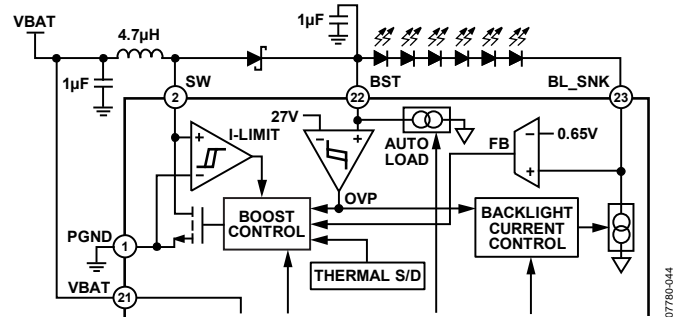 VBAT
4.7µH
1µF
1µF
SW
BST
BL_SNK
2
22
23
27V
I-LIMIT
AUTO
LOAD
FB
0.65V
+
–
–
+
–
+
OVP
PGND
1
BOOST
CONTROL
BACKLIGHT
CURRENT
CONTROL
THERMAL S/D
VBAT
21
07780-044